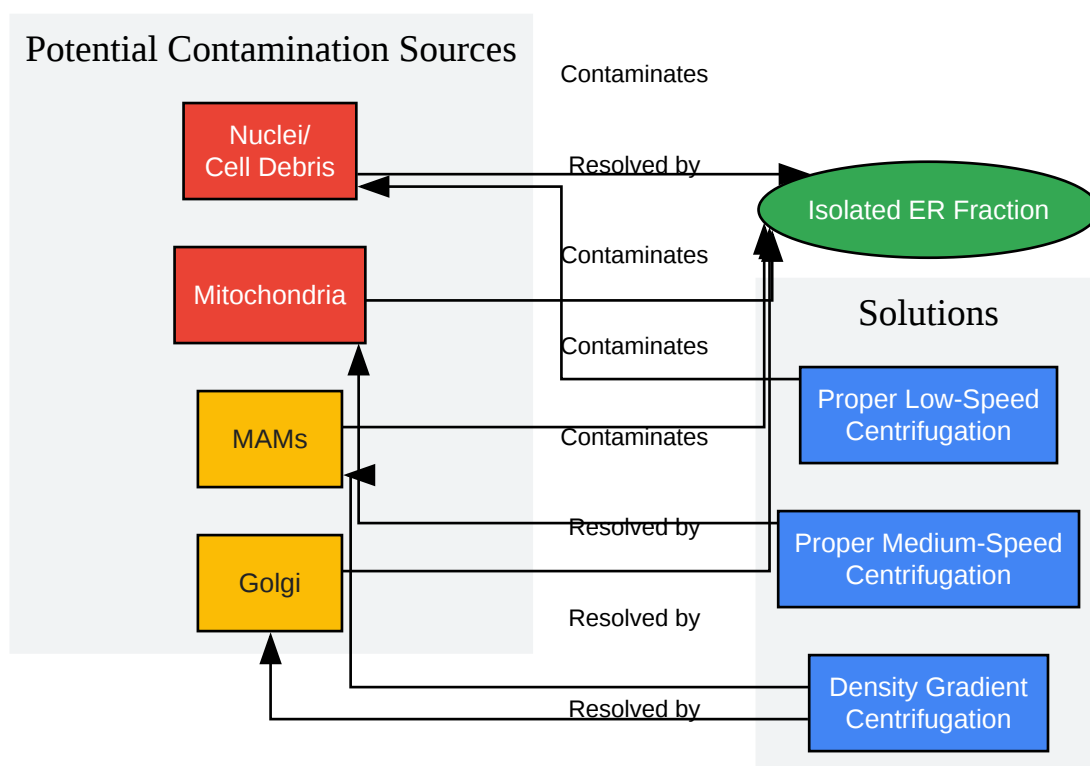 Potential Contamination Sources
Nuclei/
Cell Debris
Mitochondria
MAMs
Golgi
Contaminates
Resolved by
Contaminates
Contaminates
Contaminates
Resolved by
Resolved by
Resolved by
Isolated ER Fraction
Solutions
Proper Low-Speed
Centrifugation
Proper Medium-Speed
Centrifugation
Density Gradient
Centrifugation